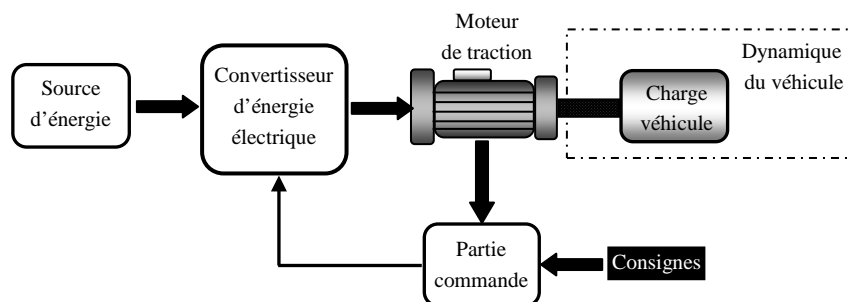 Moteur
de traction
Dynamique
du véhicule
Source
d'énergie
Convertisseur
d'énergie
électrique
Charge
véhicule
Partie
commande
Consignes